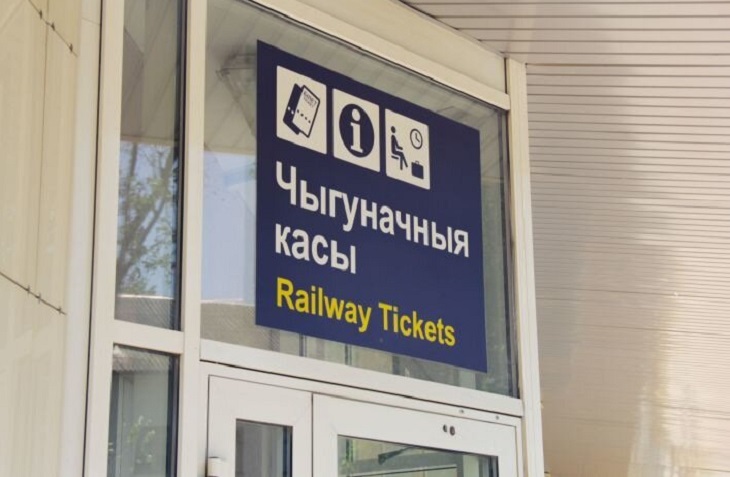 Чыгуначныя
касы
Railway Tickets